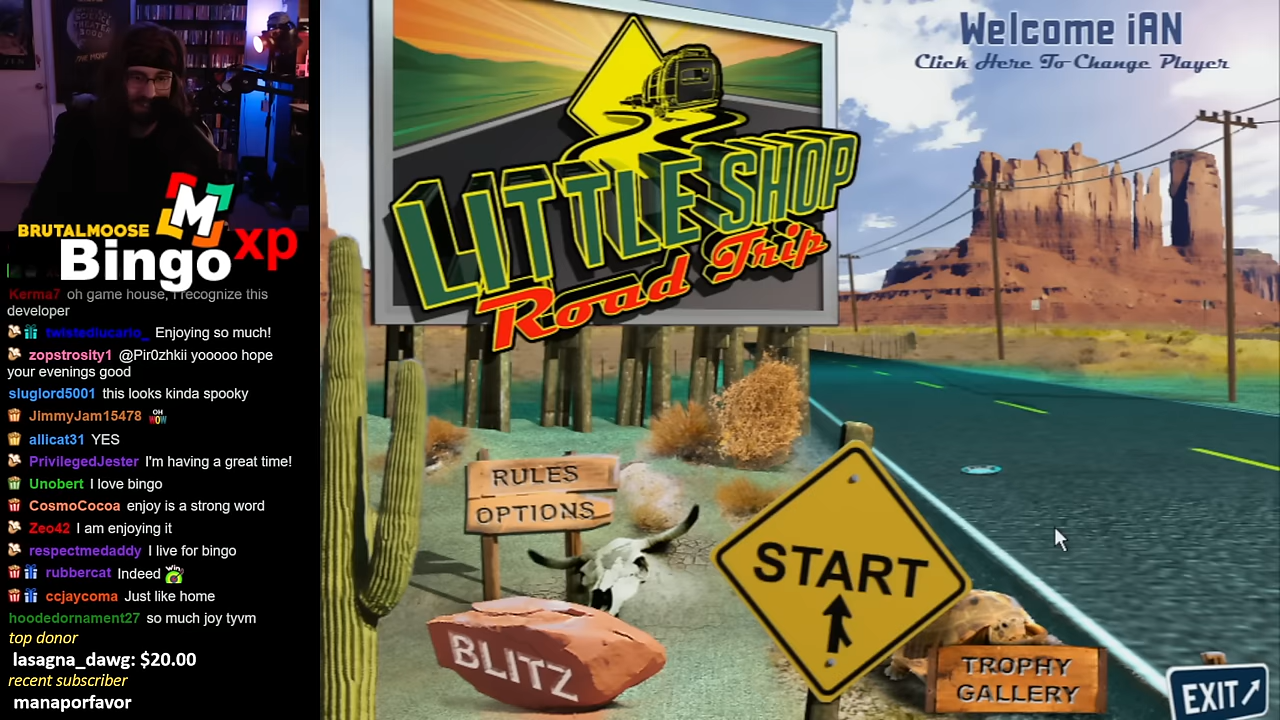 BRUTALMOOSE
M
Bingo xp
Kerma7 oh game house, I recognize this
developer
twistedlucario_ Enjoying so much!
zopstrosity1 @Pir0zhkii yooooo hope
your evenings good
sluglord5001 this looks kinda spooky
JimmyJam15478 OH WOW
allicat31 YES
PrivilegedJester I'm having a great time!
Unobert I love bingo
CosmoCocoa enjoy is a strong word
Zeo42 I am enjoying it
respectmedaddy I live for bingo
rubbercat Indeed
ccjaycoma Just like home
hoodedornament27 so much joy tyvm
top donor
lasagna_dawg: $20.00
recent subscriber
manaporfavor
Welcome iAN
Click Here To Change Player
LITTLE SHOP
Road Trip
RULES
OPTIONS
BLITZ
START
TROPHY
GALLERY
EXIT